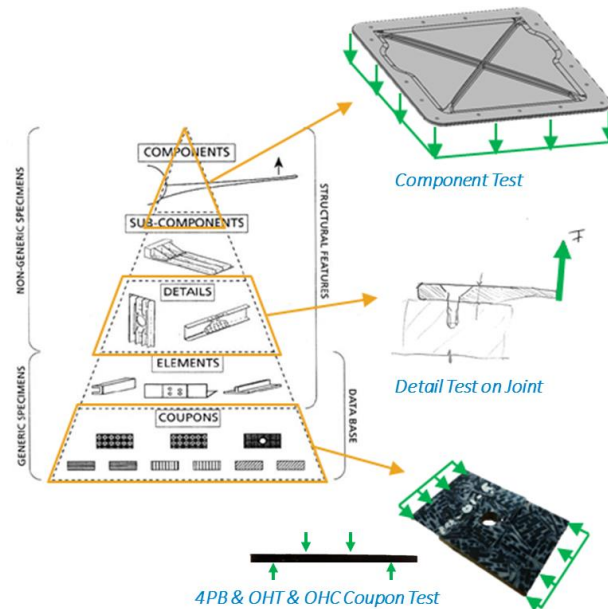 COMPONENTS
SUB-COMPONENTS
DETAILS
ELEMENTS
COUPONS
NON-GENERIC SPECIMENS
GENERIC SPECIMENS
STRUCTURAL FEATURES
DATA BASE
Component Test
F
Detail Test on Joint
4PB & OHT & OHC Coupon Test